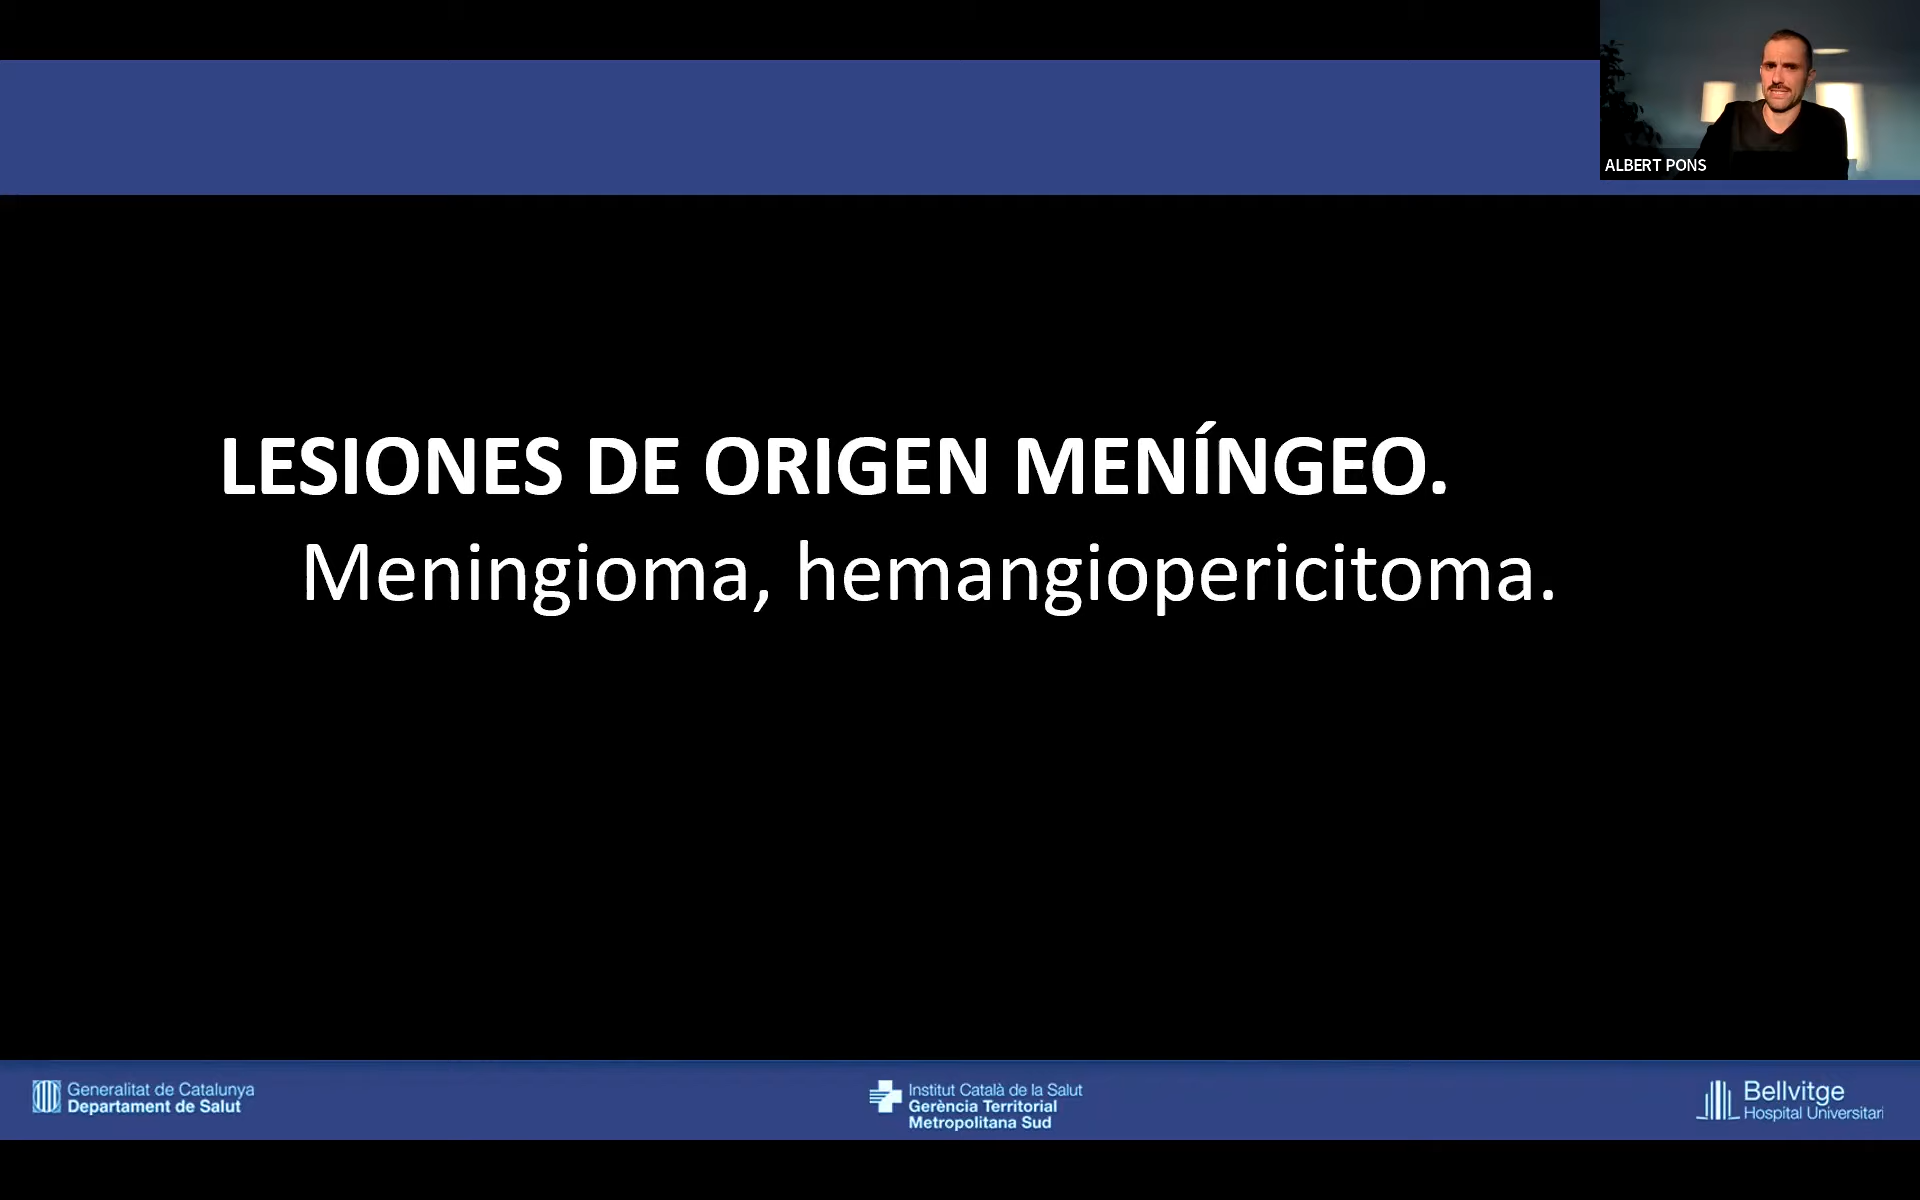 ALBERT PONS
LESIONES DE ORIGEN MENÍNGEO.
Meningioma, hemangiopericitoma.
Generalitat de Catalunya
Departament de Salut
Institut Català de la Salut
Gerència Territorial
Metropolitana Sud
Bellvitge
Hospital Universitari